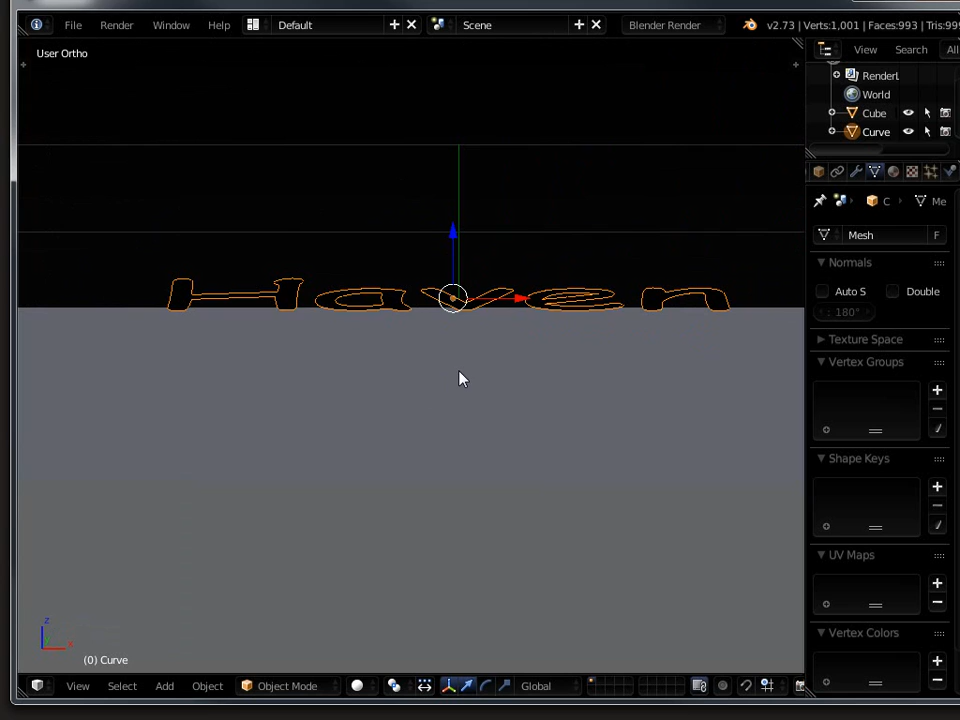 File Render Window Help Default Scene Blender Render v2.73 | Verts:1,001 | Faces:993 | Tris:99
User Ortho
View Search All
RenderL
World
Cube
Curve
C Me
Mesh F
Normals
Auto S Double
: 180°
Texture Space
Vertex Groups
Haven
Shape Keys
UV Maps
Vertex Colors
z
x
(0) Curve
View Select Add Object Object Mode Global